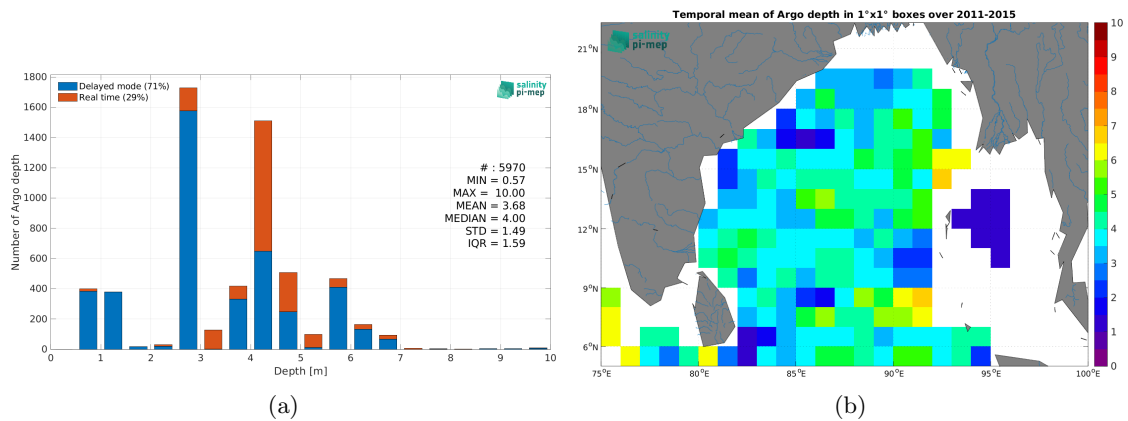 1800
1600
1400
1200
1000
800
600
400
200
0
Number of Argo depth
Delayed mode (71%)
Real time (29%)
salinity
pi-mep
# : 5970
MIN = 0.57
MAX = 10.00
MEAN = 3.68
MEDIAN = 4.00
STD = 1.49
IQR = 1.59
0 1 2 3 4 5 6 7 8 9 10
Depth [m]
(a)
Temporal mean of Argo depth in 1°x1° boxes over 2011-2015
salinity
pi-mep
21°N
18°N
15°N
12°N
9°N
6°N
75°E 80°E 85°E 90°E 95°E 100°E
10
9
8
7
6
5
4
3
2
1
0
(b)